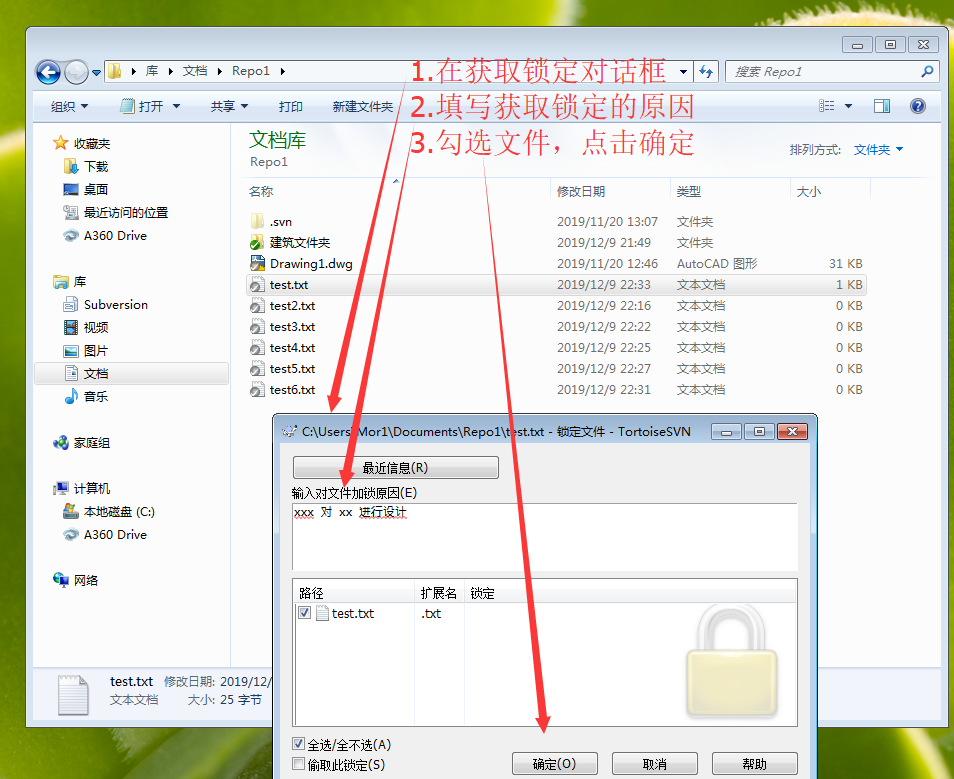 库 文档 Repo1
搜索 Repo1
1.在获取锁定对话框
2.填写获取锁定的原因
3.勾选文件，点击确定
组织 打开 共享 打印 新建文件夹
收藏夹
下载
桌面
最近访问的位置
A360 Drive
库
Subversion
视频
图片
文档
音乐
家庭组
计算机
本地磁盘 (C:)
A360 Drive
网络
文档库
Repo1
排列方式: 文件夹
名称 修改日期 类型 大小
.svn 2019/11/20 13:07 文件夹
建筑文件夹 2019/12/9 21:49 文件夹
Drawing1.dwg 2019/11/20 12:46 AutoCAD 图形 31 KB
test.txt 2019/12/9 22:33 文本文档 1 KB
test2.txt 2019/12/9 22:16 文本文档 0 KB
test3.txt 2019/12/9 22:22 文本文档 0 KB
test4.txt 2019/12/9 22:25 文本文档 0 KB
test5.txt 2019/12/9 22:27 文本文档 0 KB
test6.txt 2019/12/9 22:31 文本文档 0 KB
C:\Users\Mor1\Documents\Repo1\test.txt - 锁定文件 - TortoiseSVN
最近信息(R)
输入对文件加锁原因(E)
xxx 对 xx 进行设计
路径 扩展名 锁定
test.txt .txt
全选/全不选(A)
偷取此锁定(S)
确定(O) 取消 帮助
test.txt 修改日期: 2019/12/
文本文档 大小: 25 字节